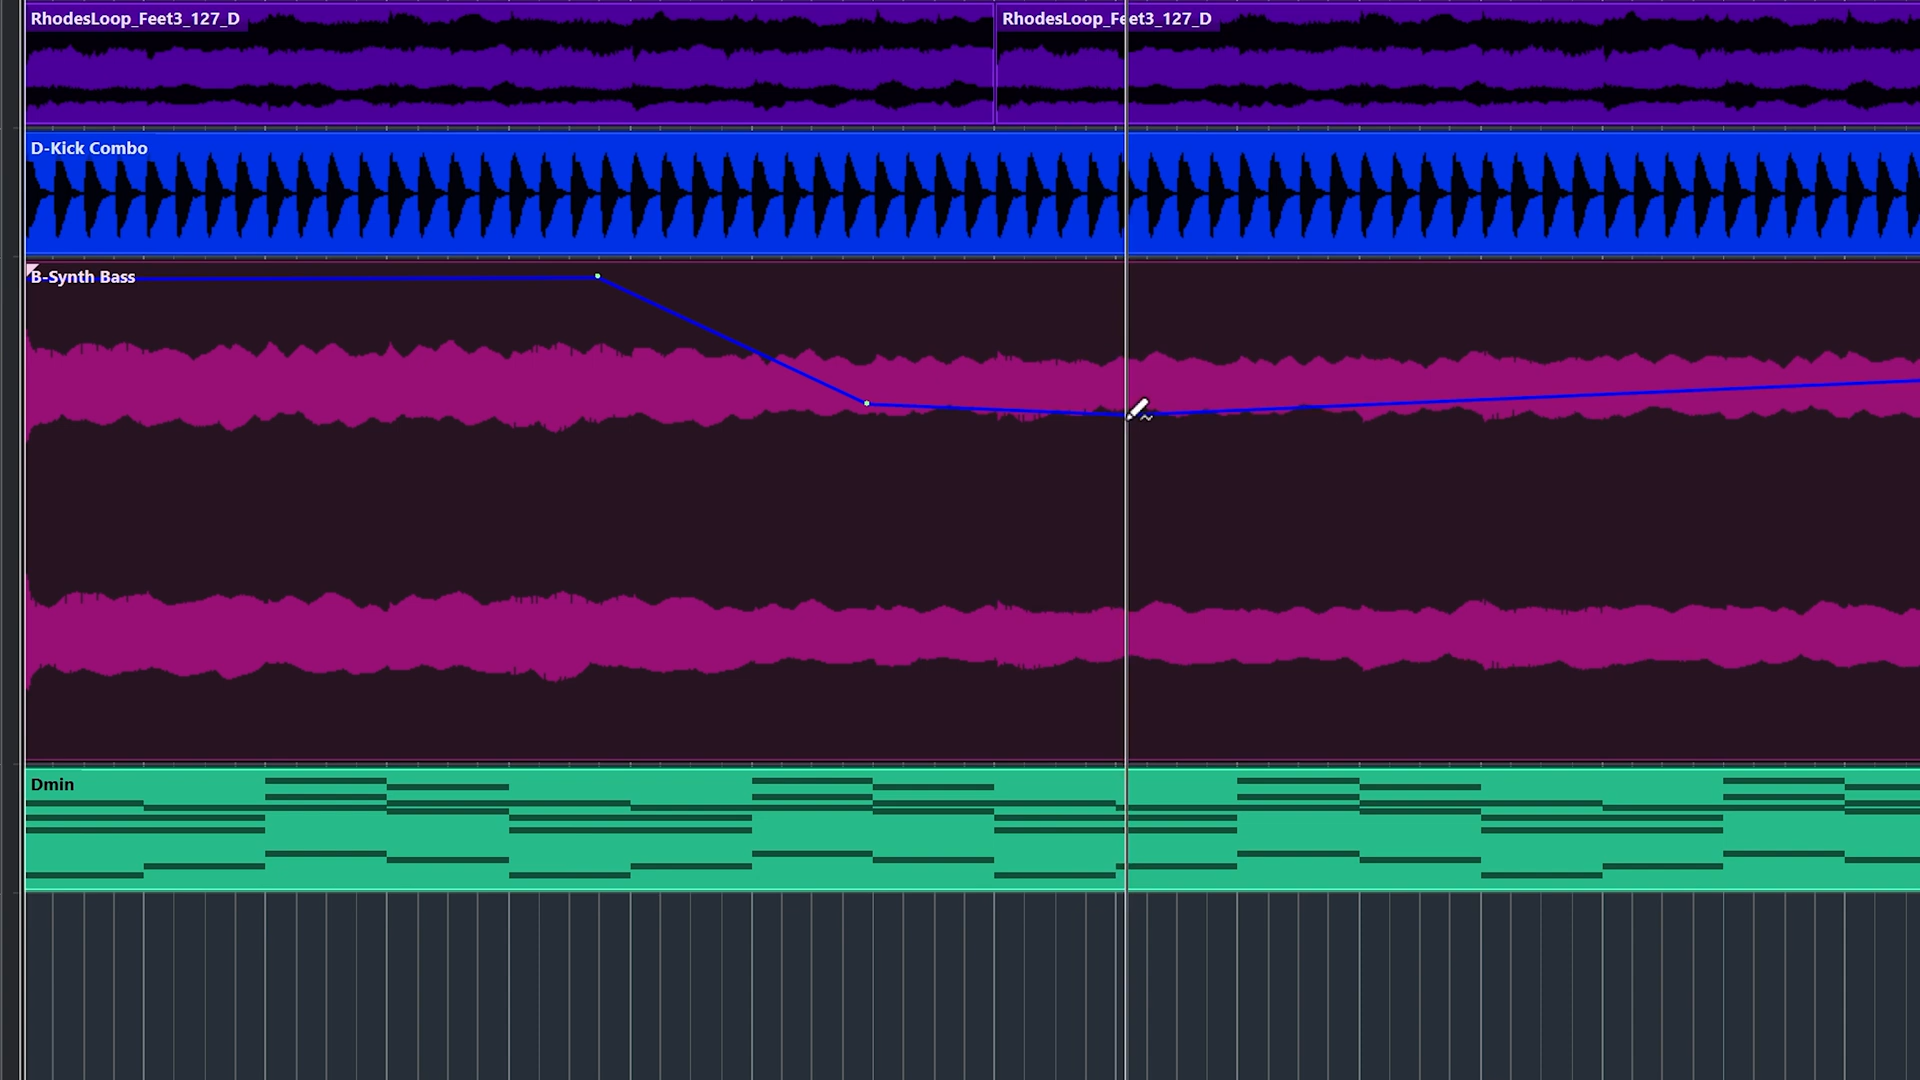 RhodesLoop_Feet3_127_D
RhodesLoop_Feet3_127_D
D-Kick Combo
B-Synth Bass
Dmin